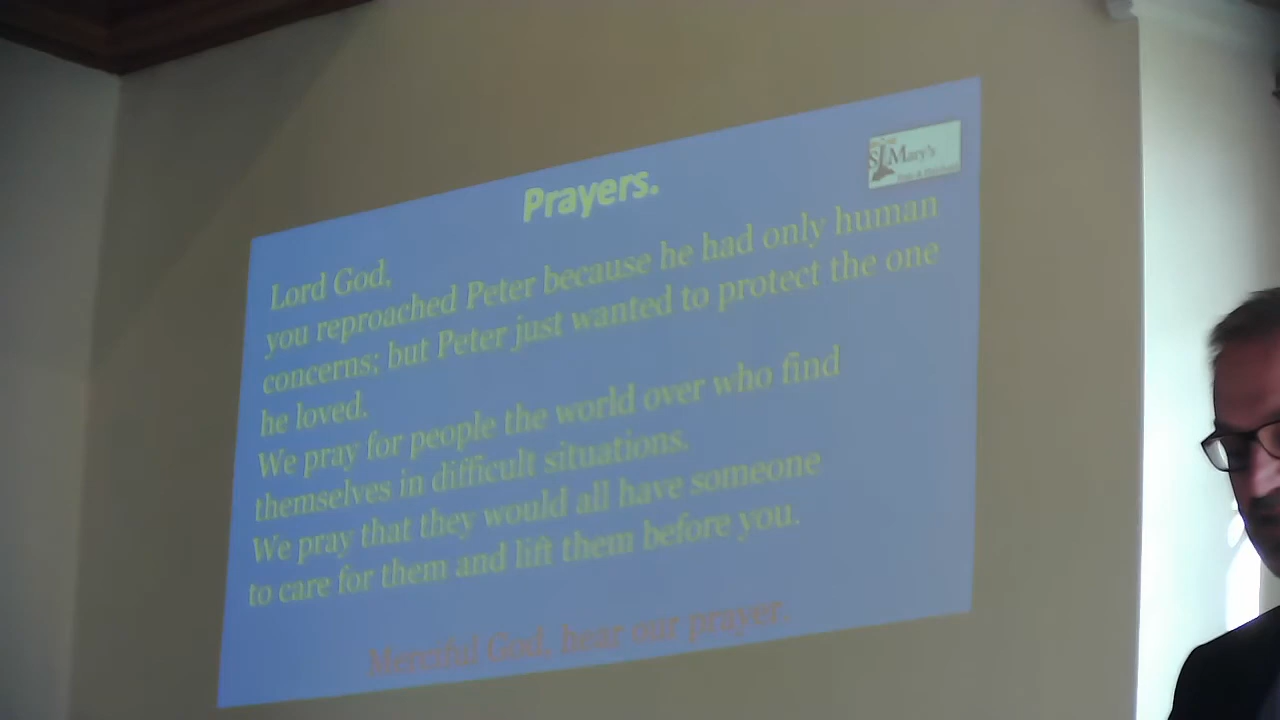 Prayers.
St Mary's
Lord God,
you reproached Peter because he had only human
concerns; but Peter just wanted to protect the one
he loved.
We pray for people the world over who find
themselves in difficult situations.
We pray that they would all have someone
to care for them and lift them before you.
Merciful God, hear our prayer.